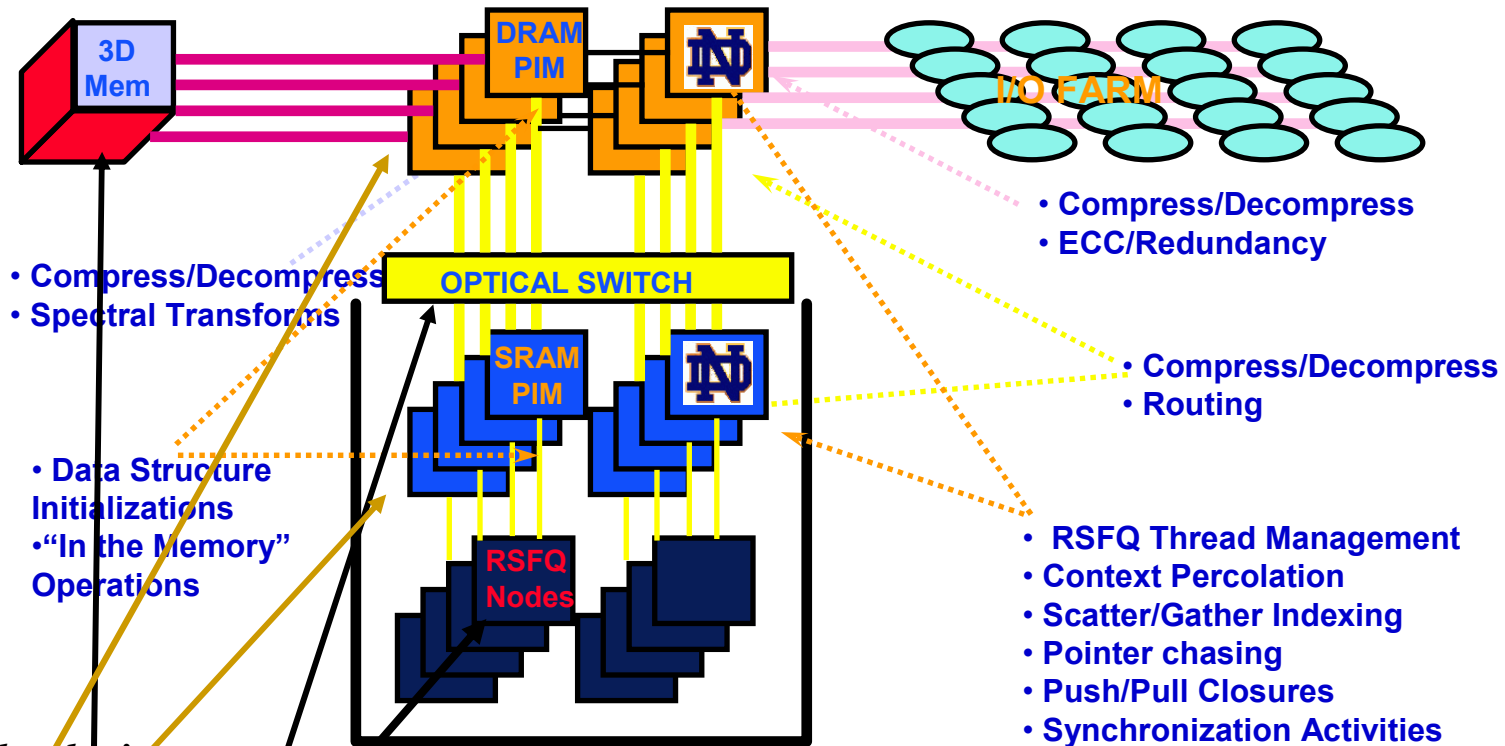 3D
Mem
DRAM
PIM
ND
I/O FARM
• Compress/Decompress
• ECC/Redundancy
• Compress/Decompress
• Spectral Transforms
OPTICAL SWITCH
SRAM
PIM
ND
• Compress/Decompress
• Routing
• Data Structure
Initializations
•“In the Memory”
Operations
RSFQ
Nodes
• RSFQ Thread Management
• Context Percolation
• Scatter/Gather Indexing
• Pointer chasing
• Push/Pull Closures
• Synchronization Activities